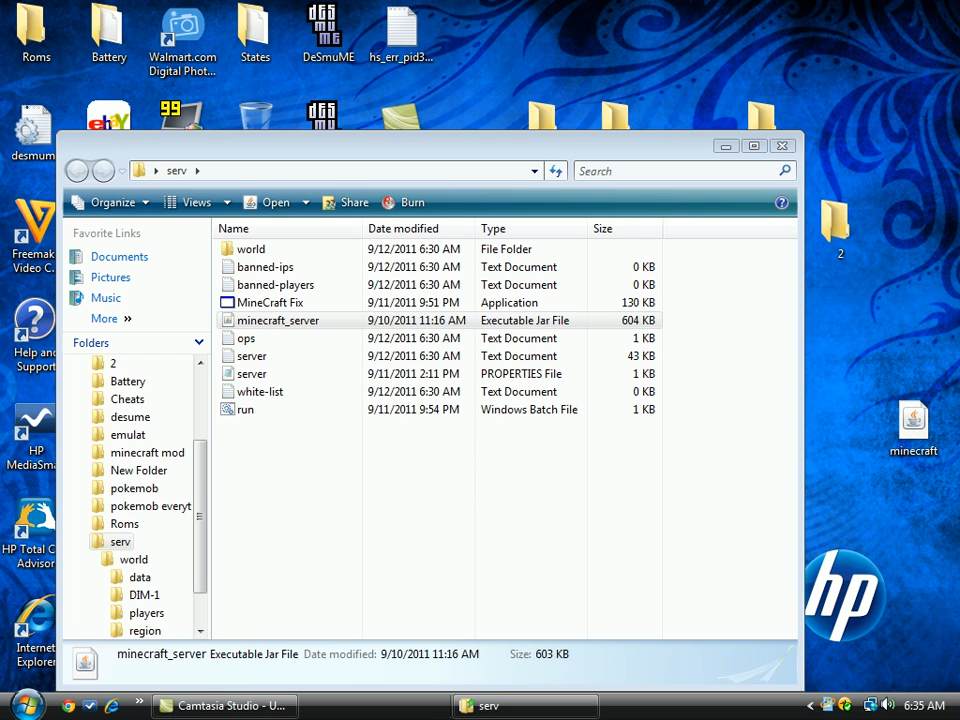 DESMUME
Roms
Battery
Walmart.com
Digital Phot...
States
DeSmuME
hs_err_pid3...
99
ebay
desmum
Freemak
Video C.
Help and
Support
HP
MediaSma
HP Total C
Advisor
Internet
Explorer
2
minecraft
hp
serv
Search
Organize
Views
Open
Share
Burn
?
Favorite Links
Documents
Pictures
Music
More »
Folders
2
Battery
Cheats
desume
emulat
minecraft mod
New Folder
pokemob
pokemob everyt
Roms
serv
world
data
DIM-1
players
region
Name Date modified Type Size
world 9/12/2011 6:30 AM File Folder
banned-ips 9/12/2011 6:30 AM Text Document 0 KB
banned-players 9/12/2011 6:30 AM Text Document 0 KB
MineCraft Fix 9/11/2011 9:51 PM Application 130 KB
minecraft_server 9/10/2011 11:16 AM Executable Jar File 604 KB
ops 9/12/2011 6:30 AM Text Document 1 KB
server 9/12/2011 6:30 AM Text Document 43 KB
server 9/11/2011 2:11 PM PROPERTIES File 1 KB
white-list 9/12/2011 6:30 AM Text Document 0 KB
run 9/11/2011 9:54 PM Windows Batch File 1 KB
minecraft_server Executable Jar File Date modified: 9/10/2011 11:16 AM Size: 603 KB
» Camtasia Studio - U... serv 6:35 AM